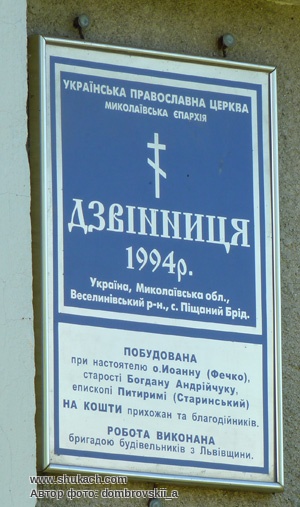 УКРАЇНСЬКА ПРАВОСЛАВНА ЦЕРКВА
МИКОЛАЇВСЬКА ЄПАРХІЯ
ДЗВІННИЦЯ
1994р.
Україна, Миколаївська обл.,
Веселинівський р-н., с. Піщаний Брід.
ПОБУДОВАНА
при настоятелю о.Иоанну (Фечко),
старості Богдану Андрійчуку,
епископі Питиримі (Старинський)
НА КОШТИ прихожан та благодійників.
РОБОТА ВИКОНАНА
бригадою будівельників з Львівщини.
www.shukach.com
Автор фото: dombrovskii_a